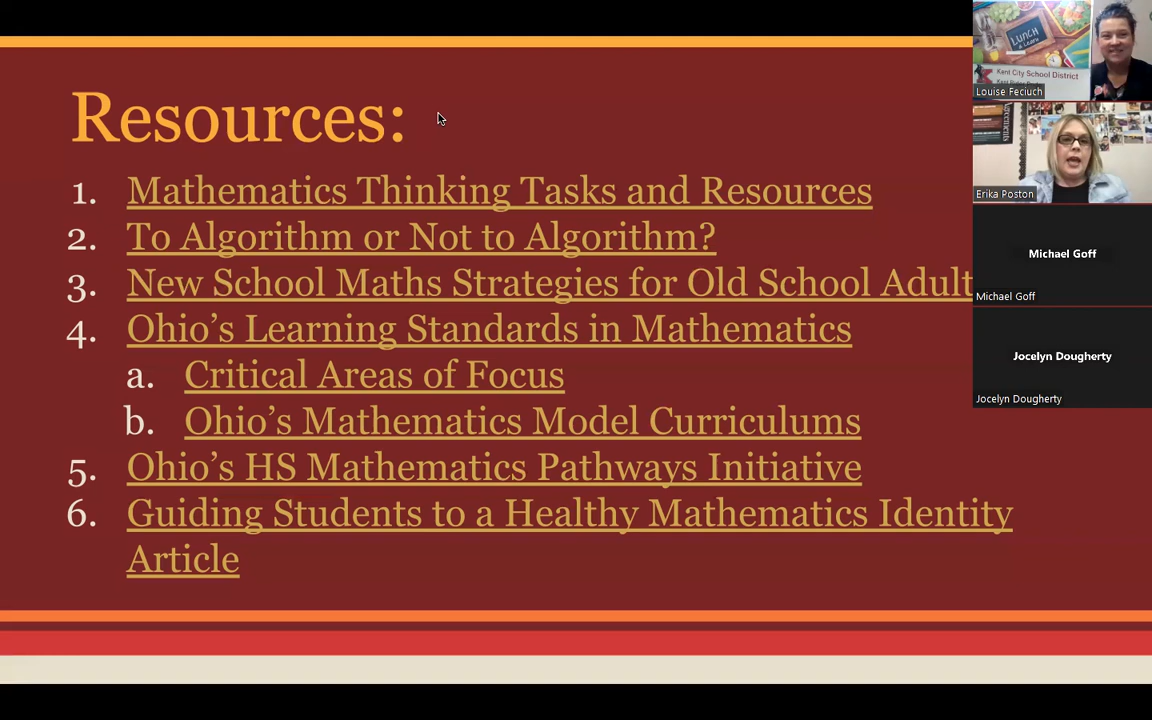 Resources:
1. Mathematics Thinking Tasks and Resources
2. To Algorithm or Not to Algorithm?
3. New School Maths Strategies for Old School Adult
4. Ohio’s Learning Standards in Mathematics
a. Critical Areas of Focus
b. Ohio’s Mathematics Model Curriculums
5. Ohio’s HS Mathematics Pathways Initiative
6. Guiding Students to a Healthy Mathematics Identity
Article
LUNCH
& Learn
Kent City School District
Louise Feciuch
Erika Poston
Michael Goff
Michael Goff
Jocelyn Dougherty
Jocelyn Dougherty